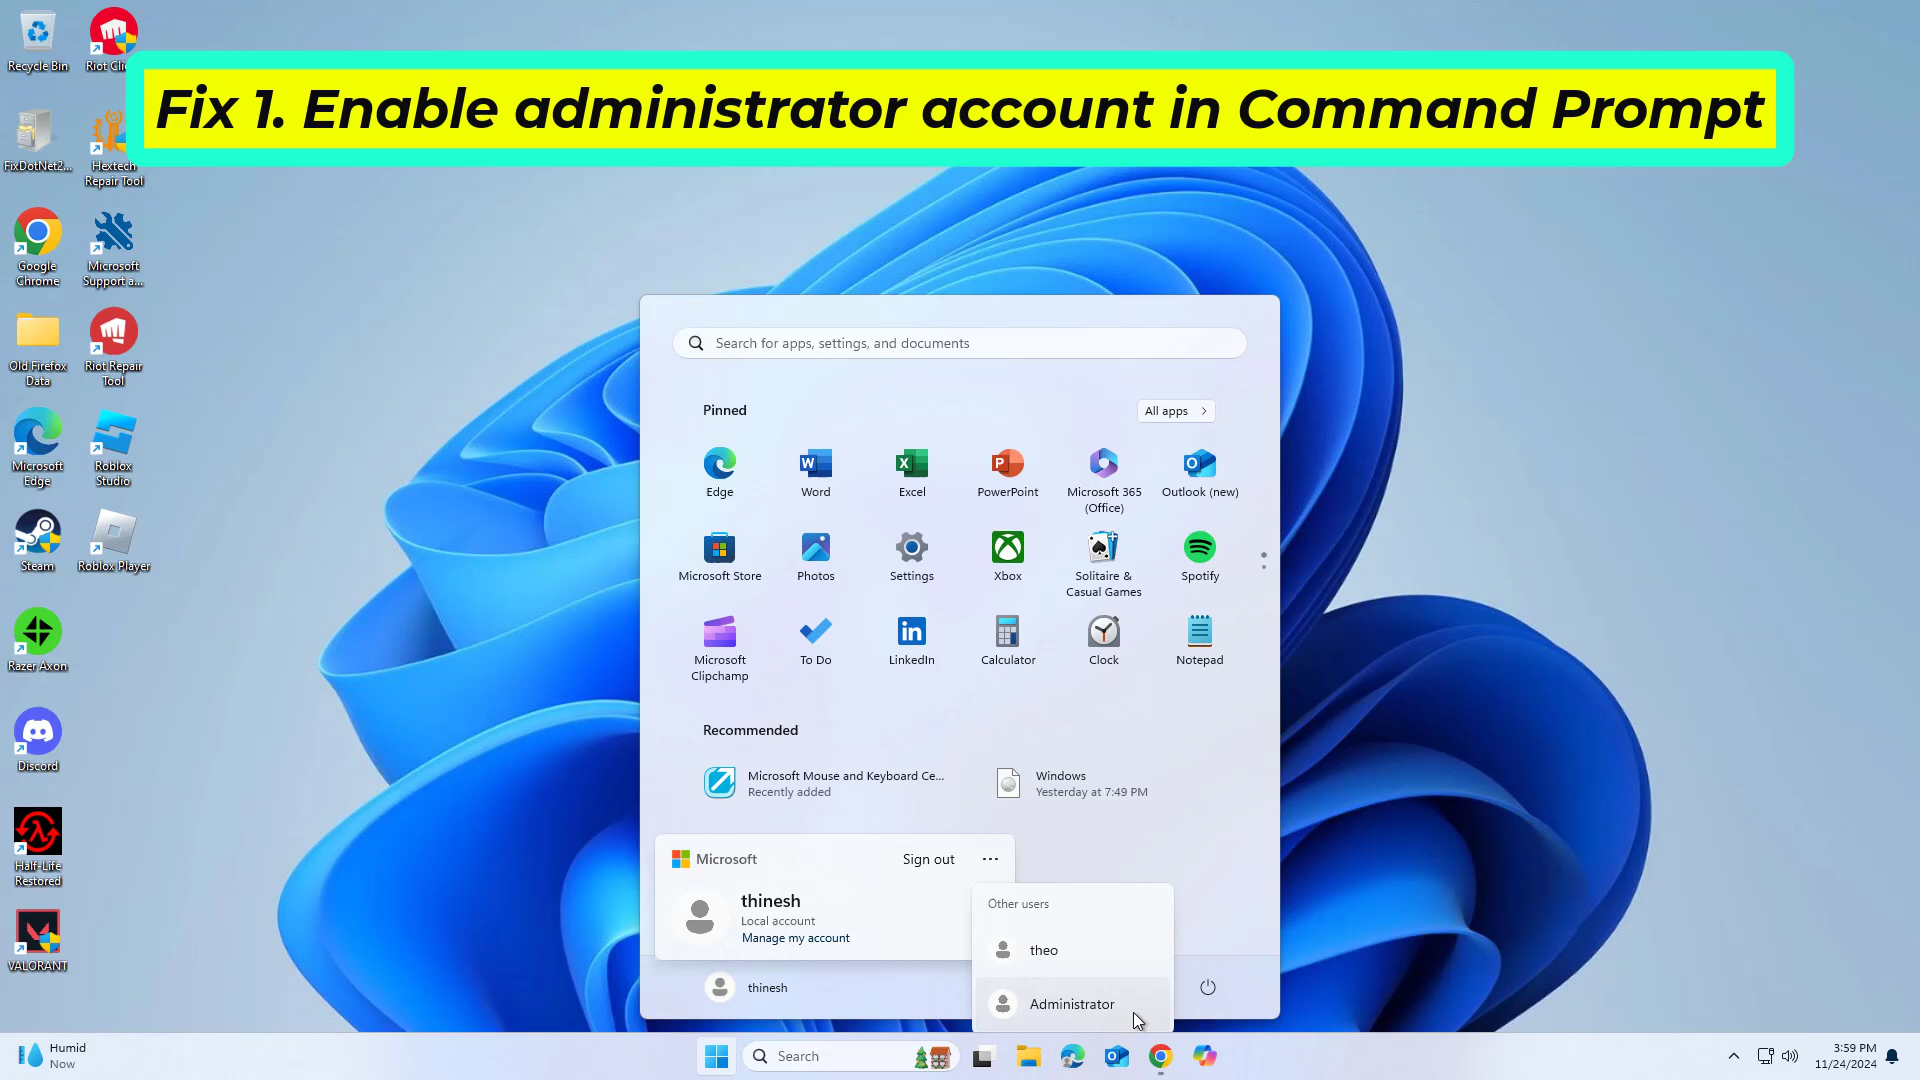 Recycle Bin
Riot Cli
Fix 1. Enable administrator account in Command Prompt
FixDotNet2...
Hextech
Repair Tool
Google
Chrome
Microsoft
Support a...
Old Firefox
Data
Riot Repair
Tool
Microsoft
Edge
Roblox
Studio
Steam
Roblox Player
Razer Axon
Discord
Half-Life
Restored
VALORANT
Search for apps, settings, and documents
Pinned
All apps
Edge
Word
Excel
PowerPoint
Microsoft 365
(Office)
Outlook (new)
Microsoft Store
Photos
Settings
Xbox
Solitaire &
Casual Games
Spotify
Microsoft
Clipchamp
To Do
LinkedIn
Calculator
Clock
Notepad
Recommended
Microsoft Mouse and Keyboard Ce...
Recently added
Windows
Yesterday at 7:49 PM
Microsoft
Sign out
thinesh
Local account
Manage my account
Other users
theo
Administrator
thinesh
Humid
Now
Search
3:59 PM
11/24/2024